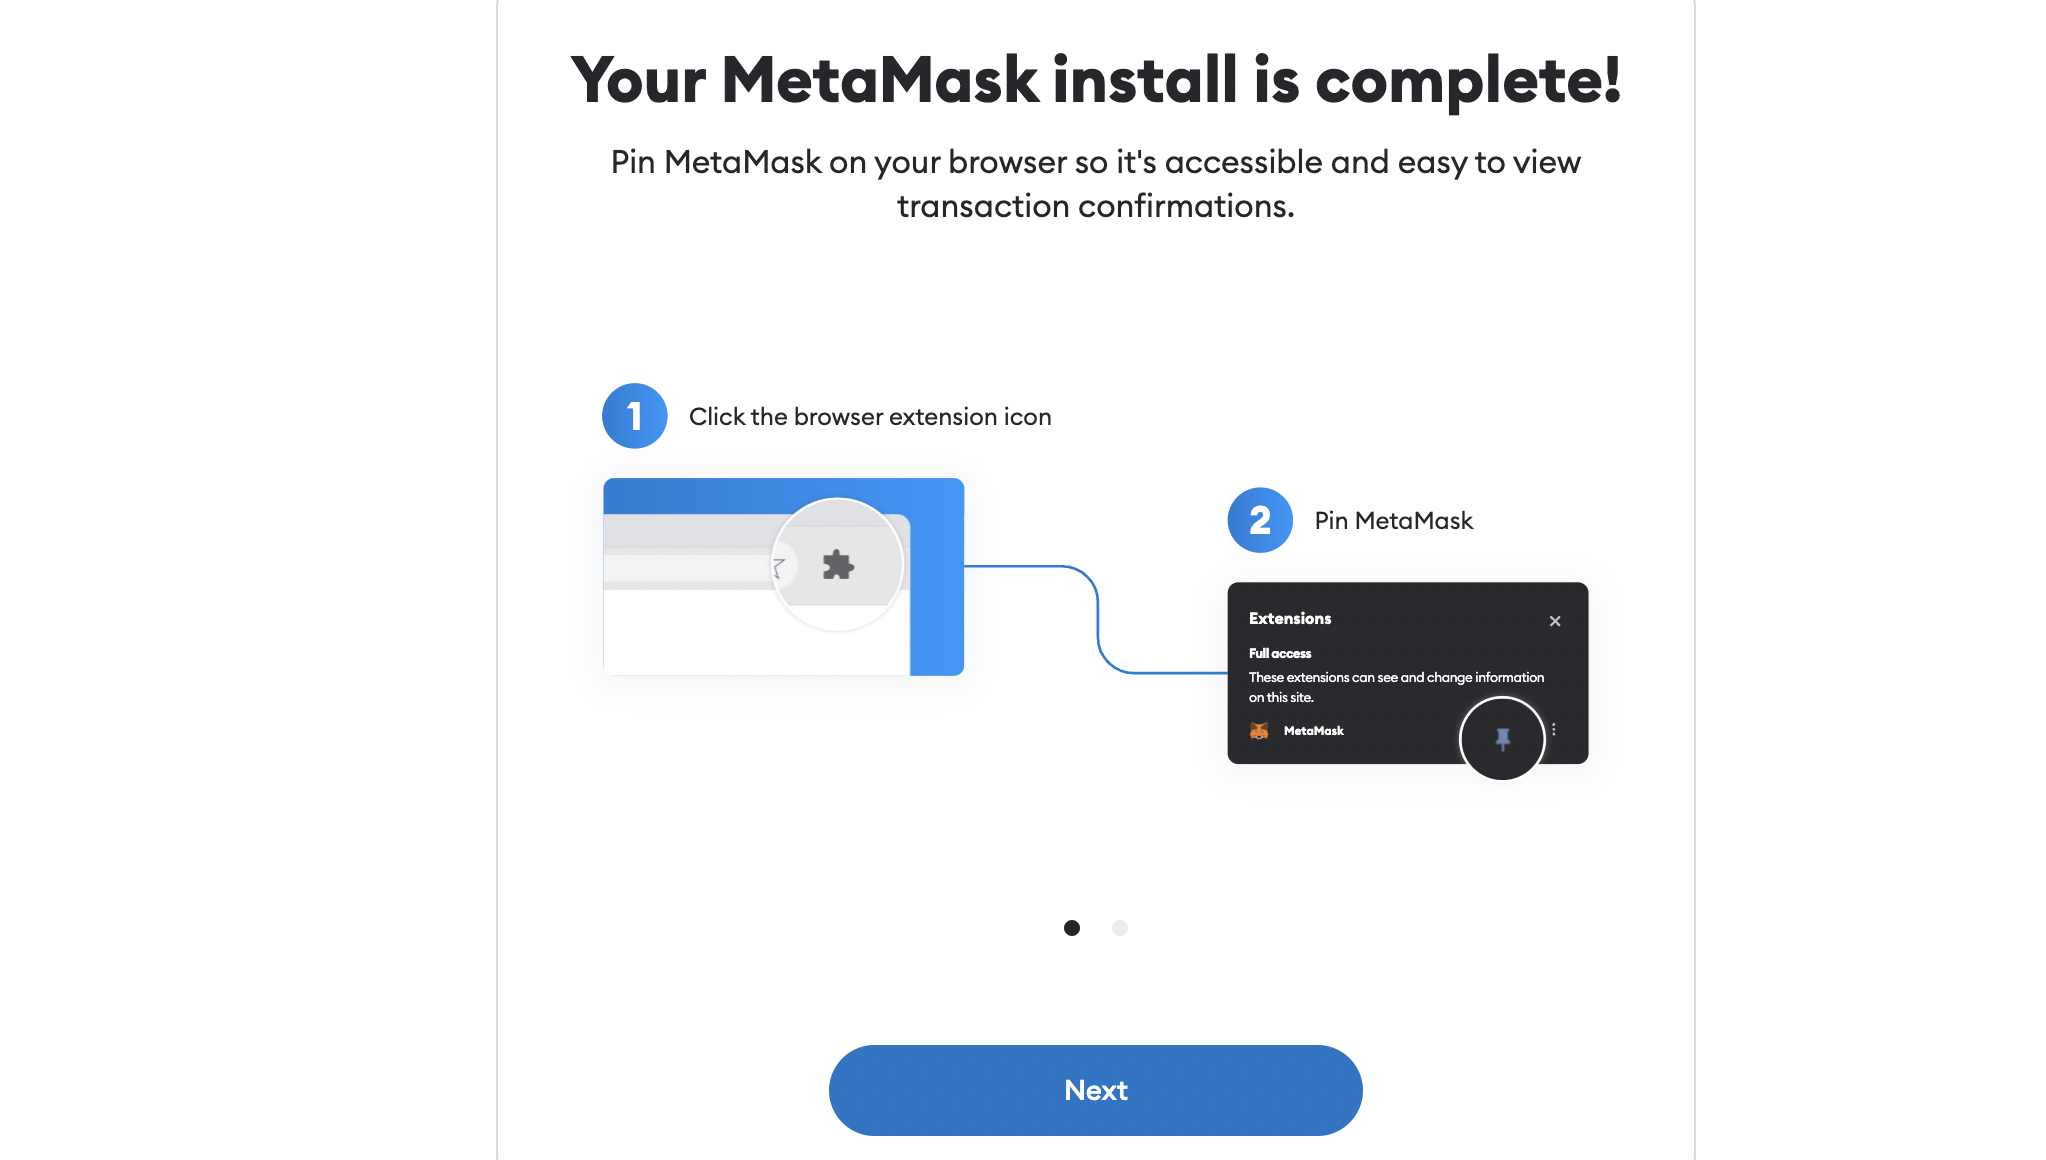 Your MetaMask install is complete!
Pin MetaMask on your browser so it's accessible and easy to view
transaction confirmations.
1
Click the browser extension icon
2
Pin MetaMask
Extensions
Full access
These extensions can see and change information
on this site.
MetaMask
Next